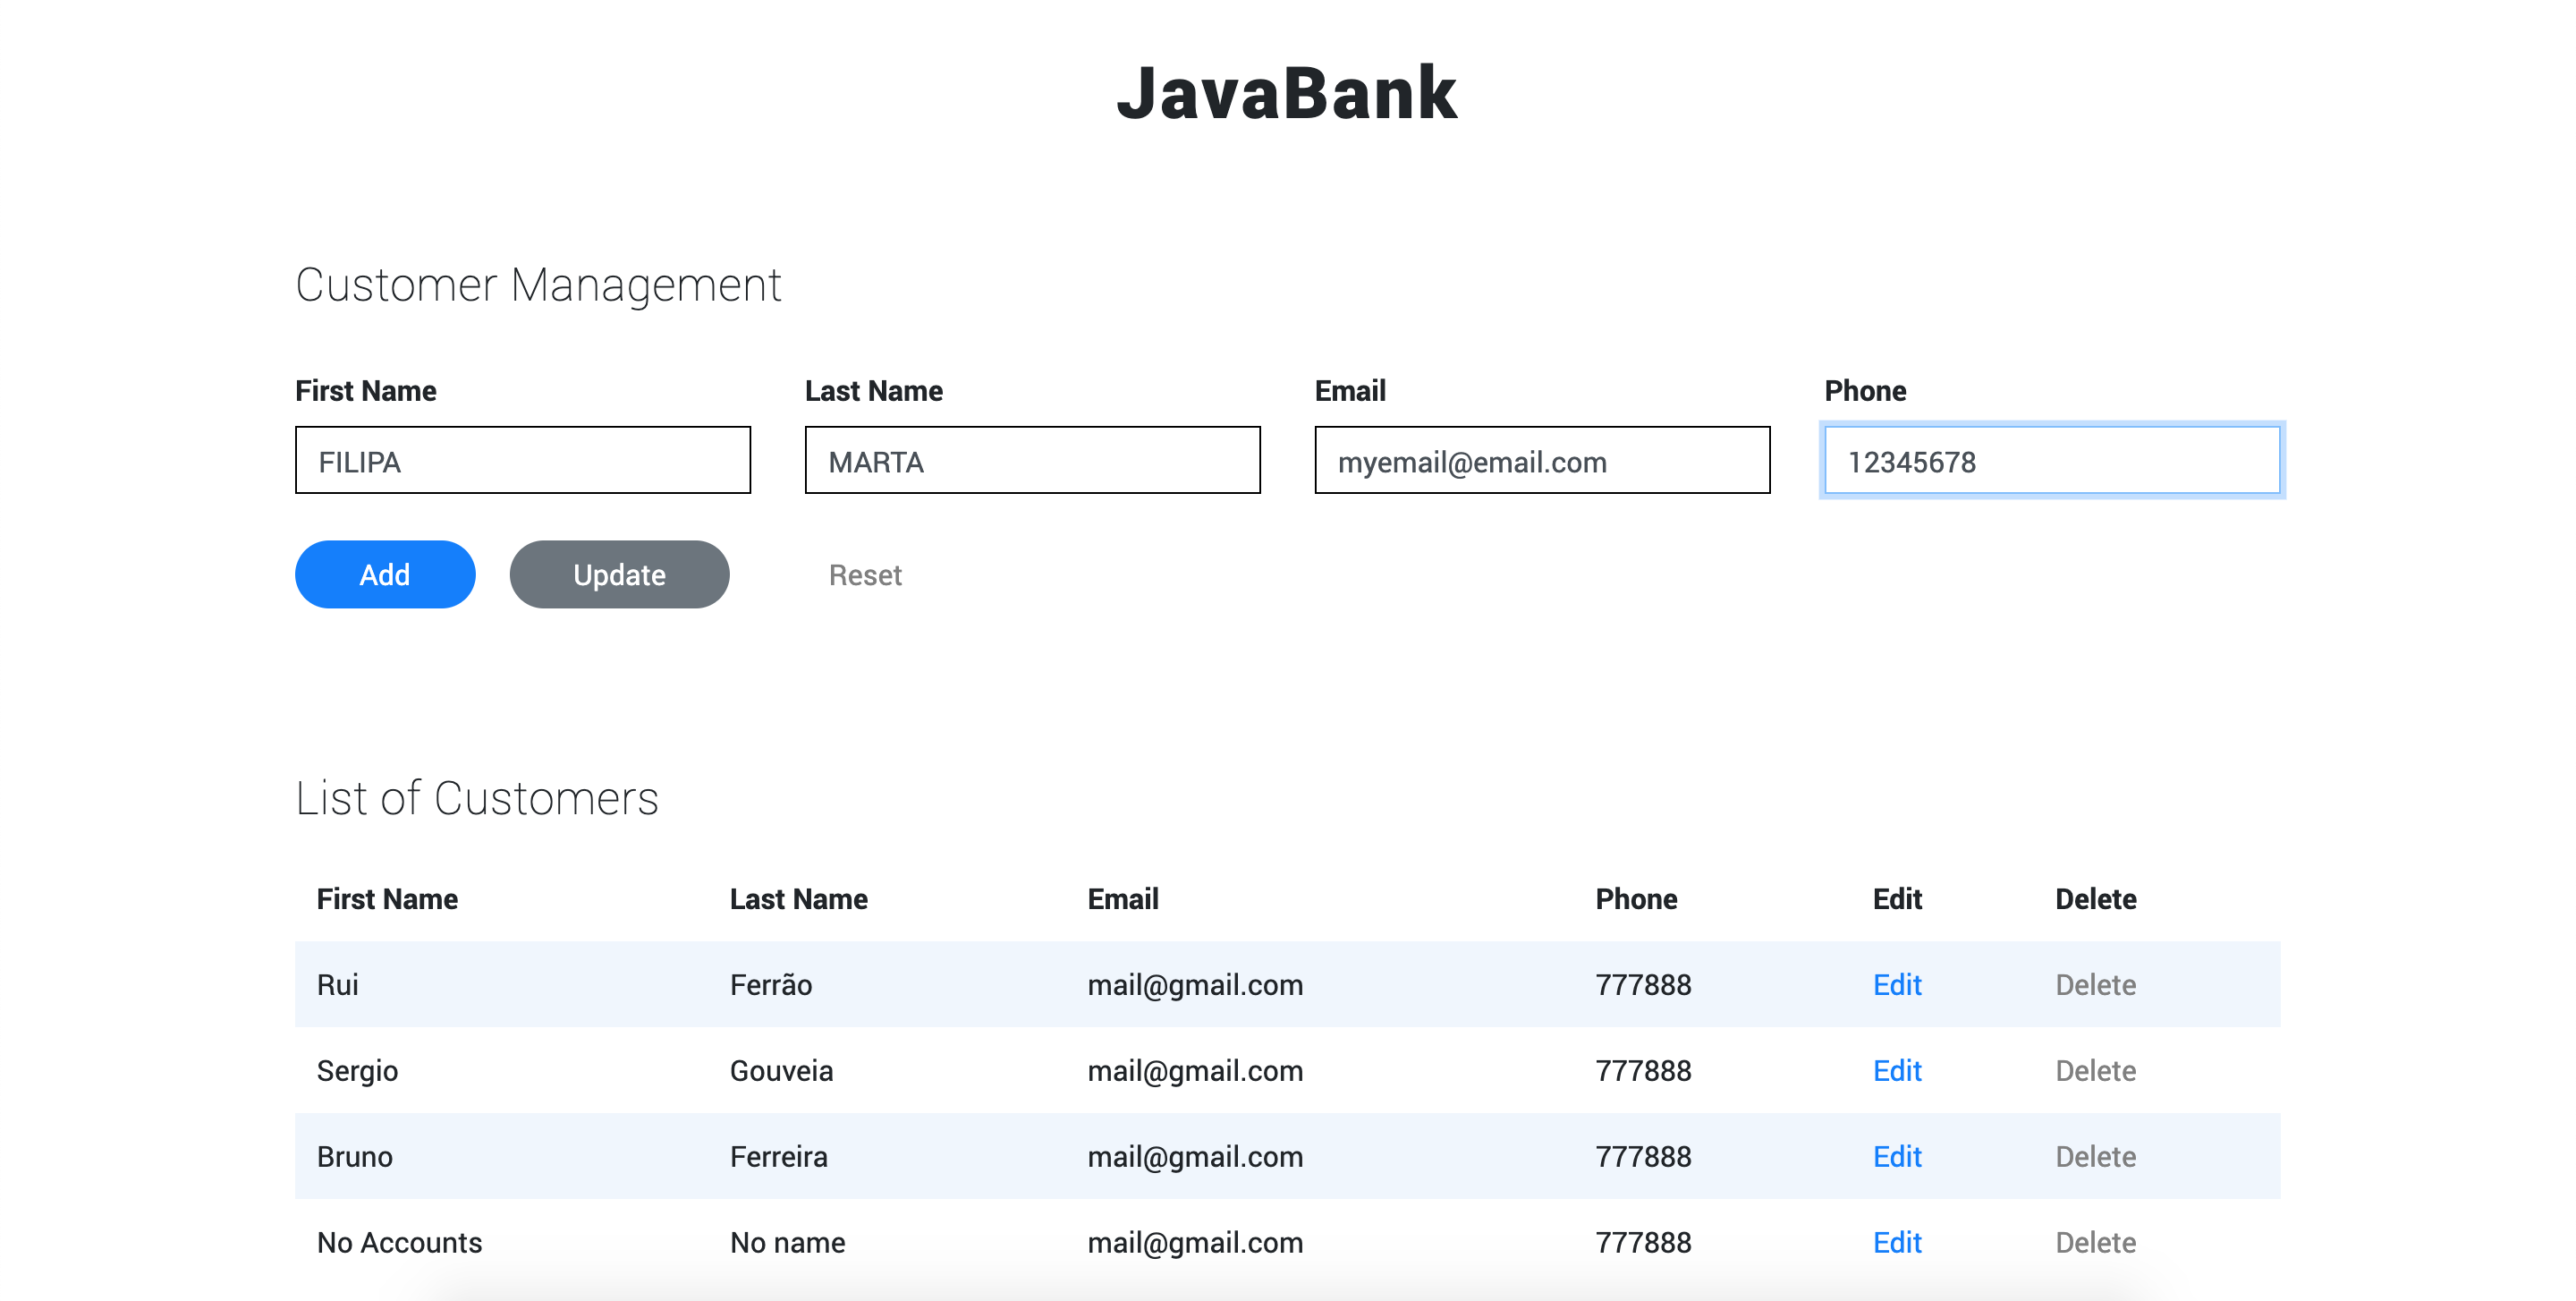 JavaBank
Customer Management
First Name Last Name Email Phone
FILIPA MARTA myemail@email.com 12345678
Add Update Reset
List of Customers
First Name Last Name Email Phone Edit Delete
Rui Ferrão mail@gmail.com 777888 Edit Delete
Sergio Gouveia mail@gmail.com 777888 Edit Delete
Bruno Ferreira mail@gmail.com 777888 Edit Delete
No Accounts No name mail@gmail.com 777888 Edit Delete